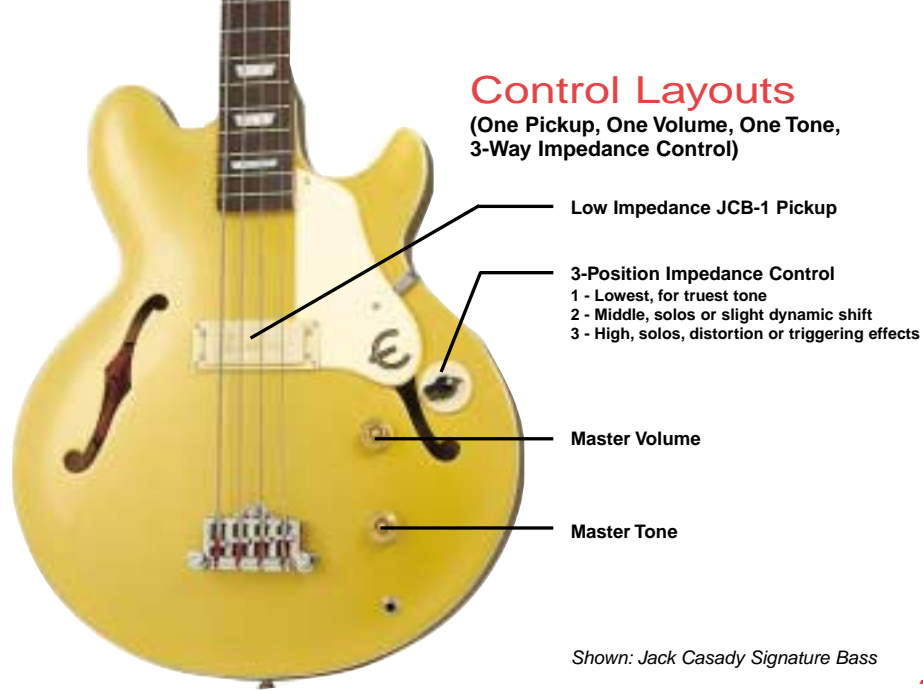 Control Layouts
(One Pickup, One Volume, One Tone,
3-Way Impedance Control)
Low Impedance JCB-1 Pickup
3-Position Impedance Control
1 - Lowest, for truest tone
2 - Middle, solos or slight dynamic shift
3 - High, solos, distortion or triggering effects
Master Volume
Master Tone
Shown: Jack Casady Signature Bass